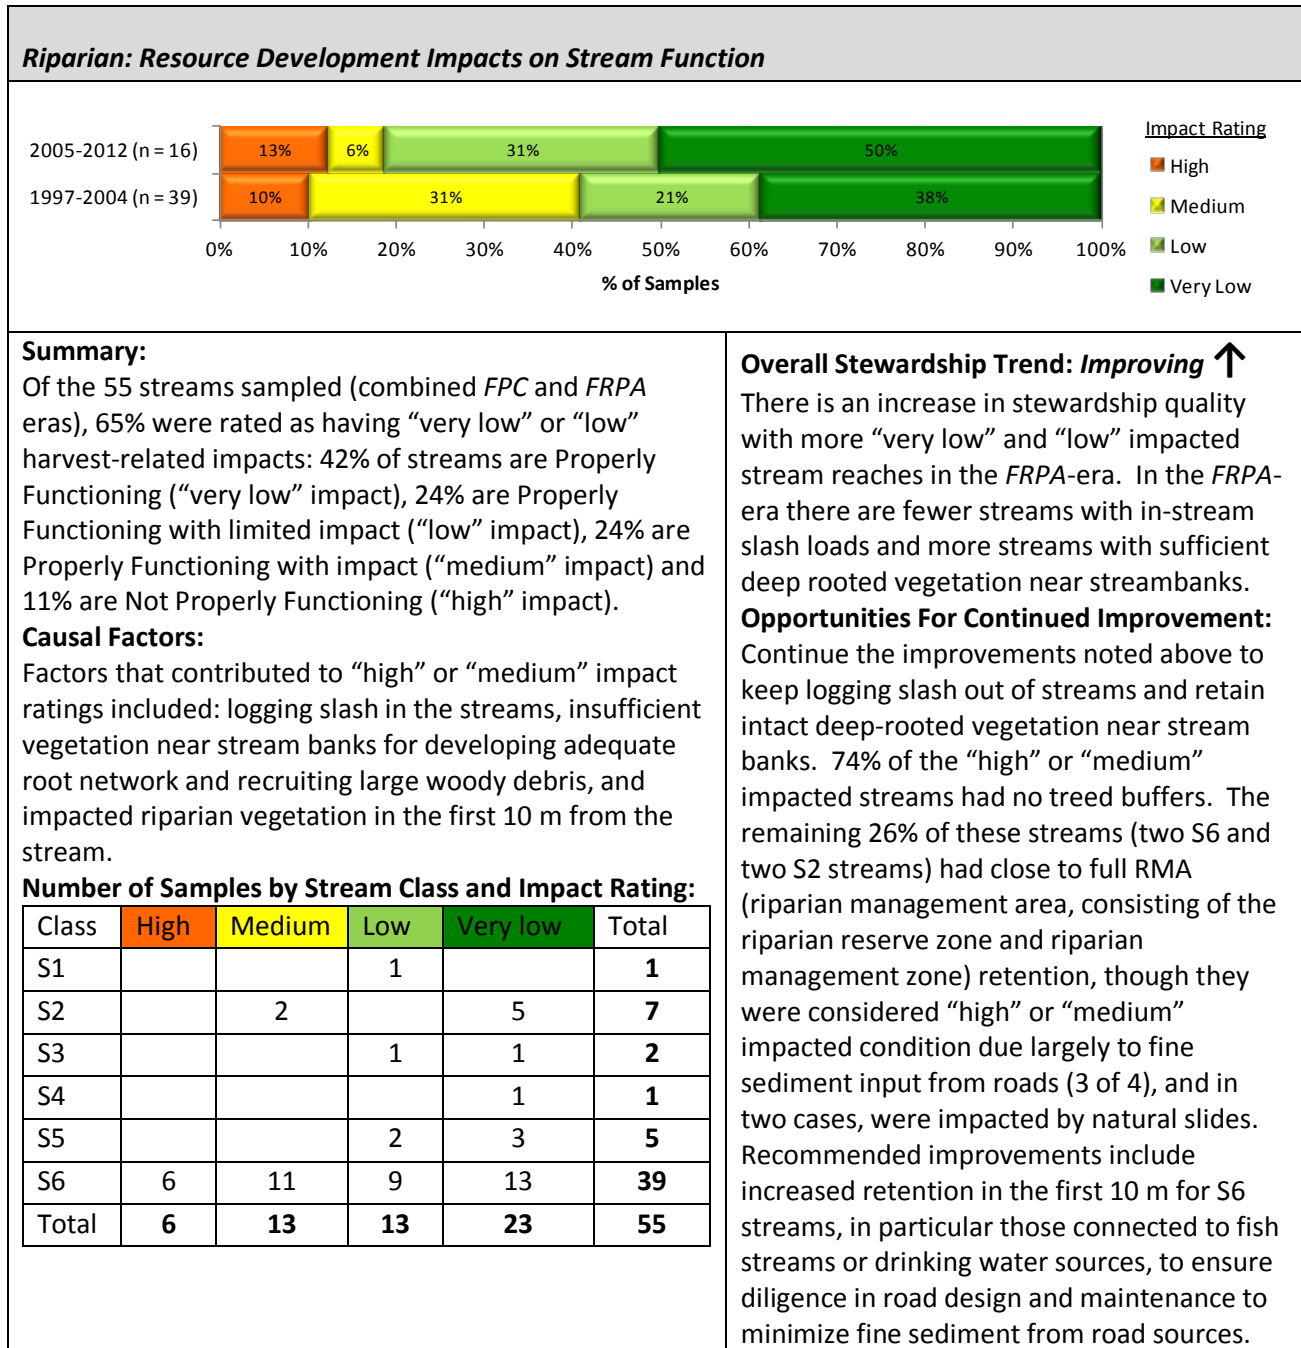 Riparian: Resource Development Impacts on Stream Function
2005-2012 (n = 16)
13%
6%
31%
50%
1997-2004 (n = 39)
10%
31%
21%
38%
0% 10% 20% 30% 40% 50% 60% 70% 80% 90% 100%
% of Samples
Impact Rating
High
Medium
Low
Very Low
Summary:
Of the 55 streams sampled (combined FPC and FRPA
eras), 65% were rated as having “very low” or “low”
harvest-related impacts: 42% of streams are Properly
Functioning (“very low” impact), 24% are Properly
Functioning with limited impact (“low” impact), 24% are
Properly Functioning with impact (“medium” impact) and
11% are Not Properly Functioning (“high” impact).
Causal Factors:
Factors that contributed to “high” or “medium” impact
ratings included: logging slash in the streams, insufficient
vegetation near stream banks for developing adequate
root network and recruiting large woody debris, and
impacted riparian vegetation in the first 10 m from the
stream.
Number of Samples by Stream Class and Impact Rating:
Class High Medium Low Very low Total
S1 1 1
S2 2 5 7
S3 1 1 2
S4 1 1
S5 2 3 5
S6 6 11 9 13 39
Total 6 13 13 23 55
Overall Stewardship Trend: Improving ↑
There is an increase in stewardship quality
with more “very low” and “low” impacted
stream reaches in the FRPA-era. In the FRPA-
era there are fewer streams with in-stream
slash loads and more streams with sufficient
deep rooted vegetation near streambanks.
Opportunities For Continued Improvement:
Continue the improvements noted above to
keep logging slash out of streams and retain
intact deep-rooted vegetation near stream
banks. 74% of the “high” or “medium”
impacted streams had no treed buffers. The
remaining 26% of these streams (two S6 and
two S2 streams) had close to full RMA
(riparian management area, consisting of the
riparian reserve zone and riparian
management zone) retention, though they
were considered “high” or “medium”
impacted condition due largely to fine
sediment input from roads (3 of 4), and in
two cases, were impacted by natural slides.
Recommended improvements include
increased retention in the first 10 m for S6
streams, in particular those connected to fish
streams or drinking water sources, to ensure
diligence in road design and maintenance to
minimize fine sediment from road sources.